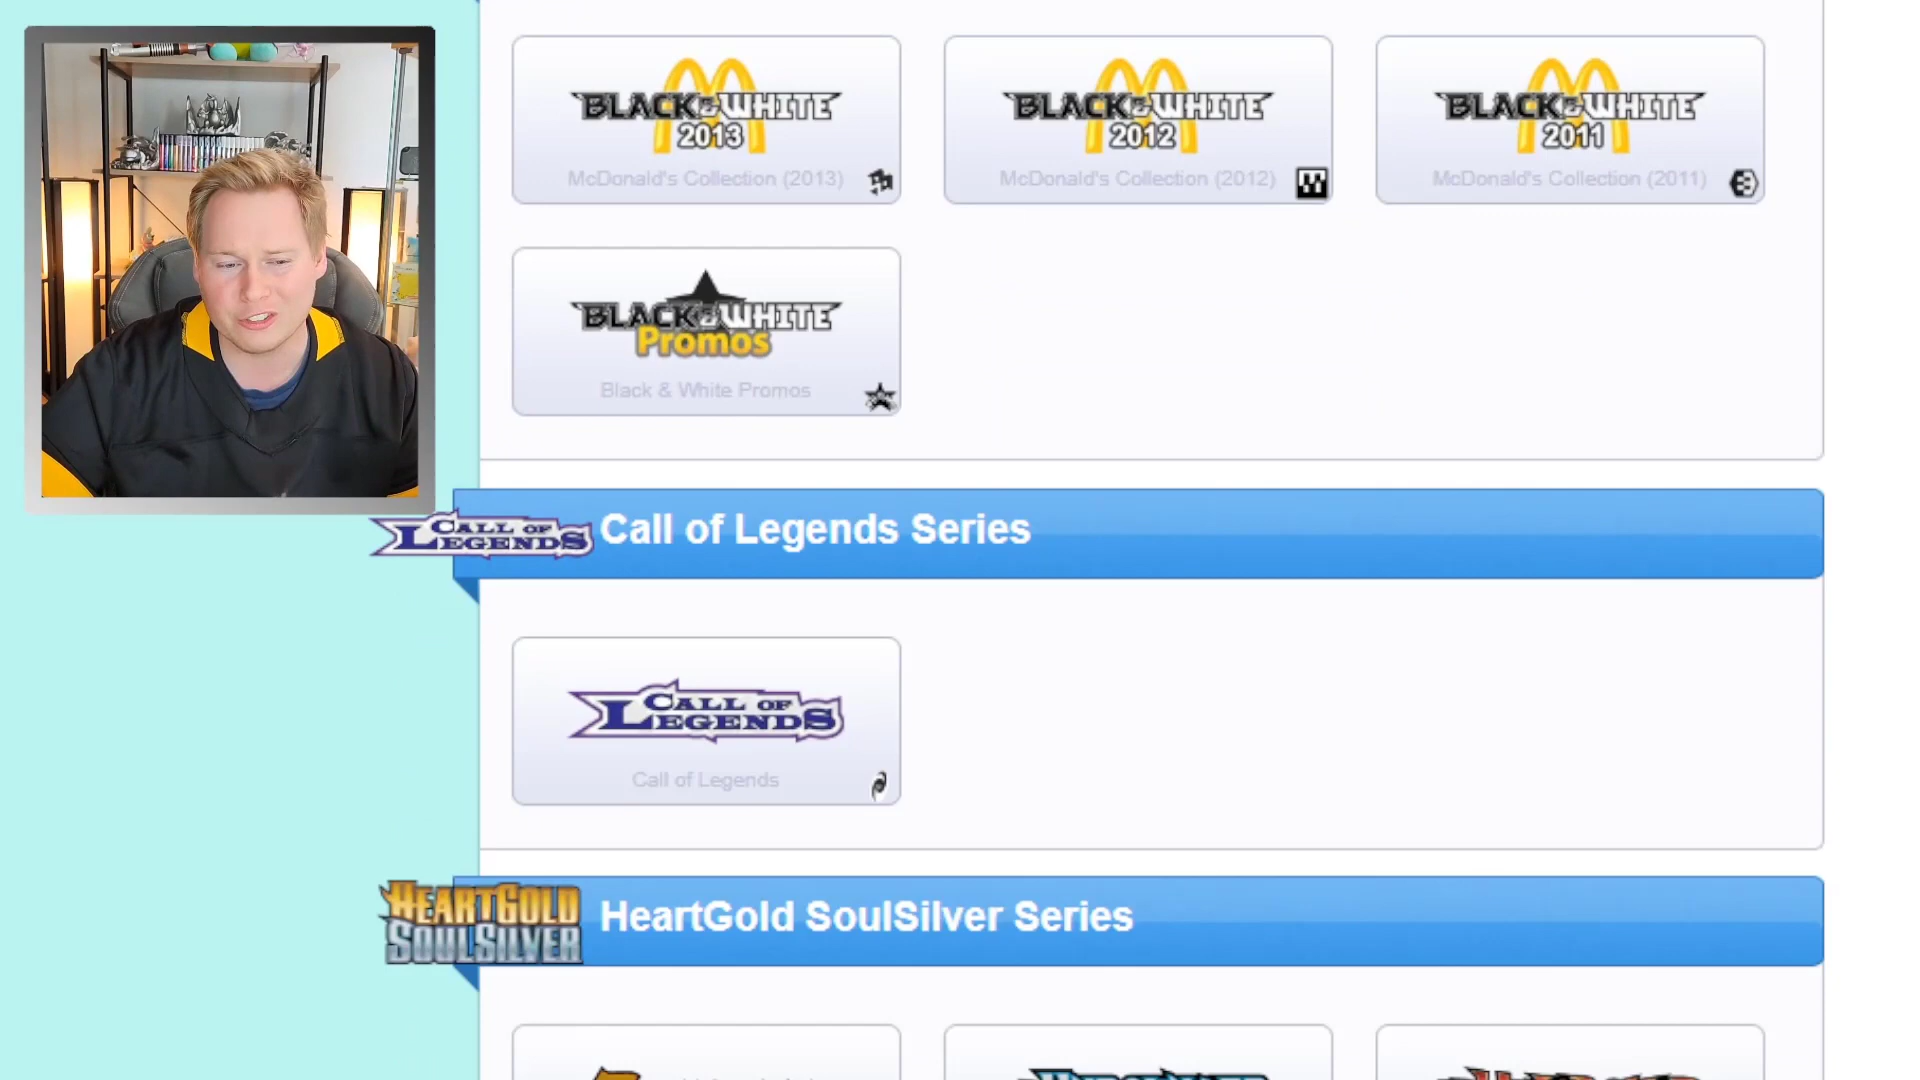 BLACK & WHITE
2013
McDonald's Collection (2013)
BLACK & WHITE
2012
McDonald's Collection (2012)
BLACK & WHITE
2011
McDonald's Collection (2011)
BLACK & WHITE
Promos
Black & White Promos
CALL OF
LEGENDS
Call of Legends Series
CALL OF
LEGENDS
Call of Legends
HEARTGOLD
SOULSILVER
HeartGold SoulSilver Series